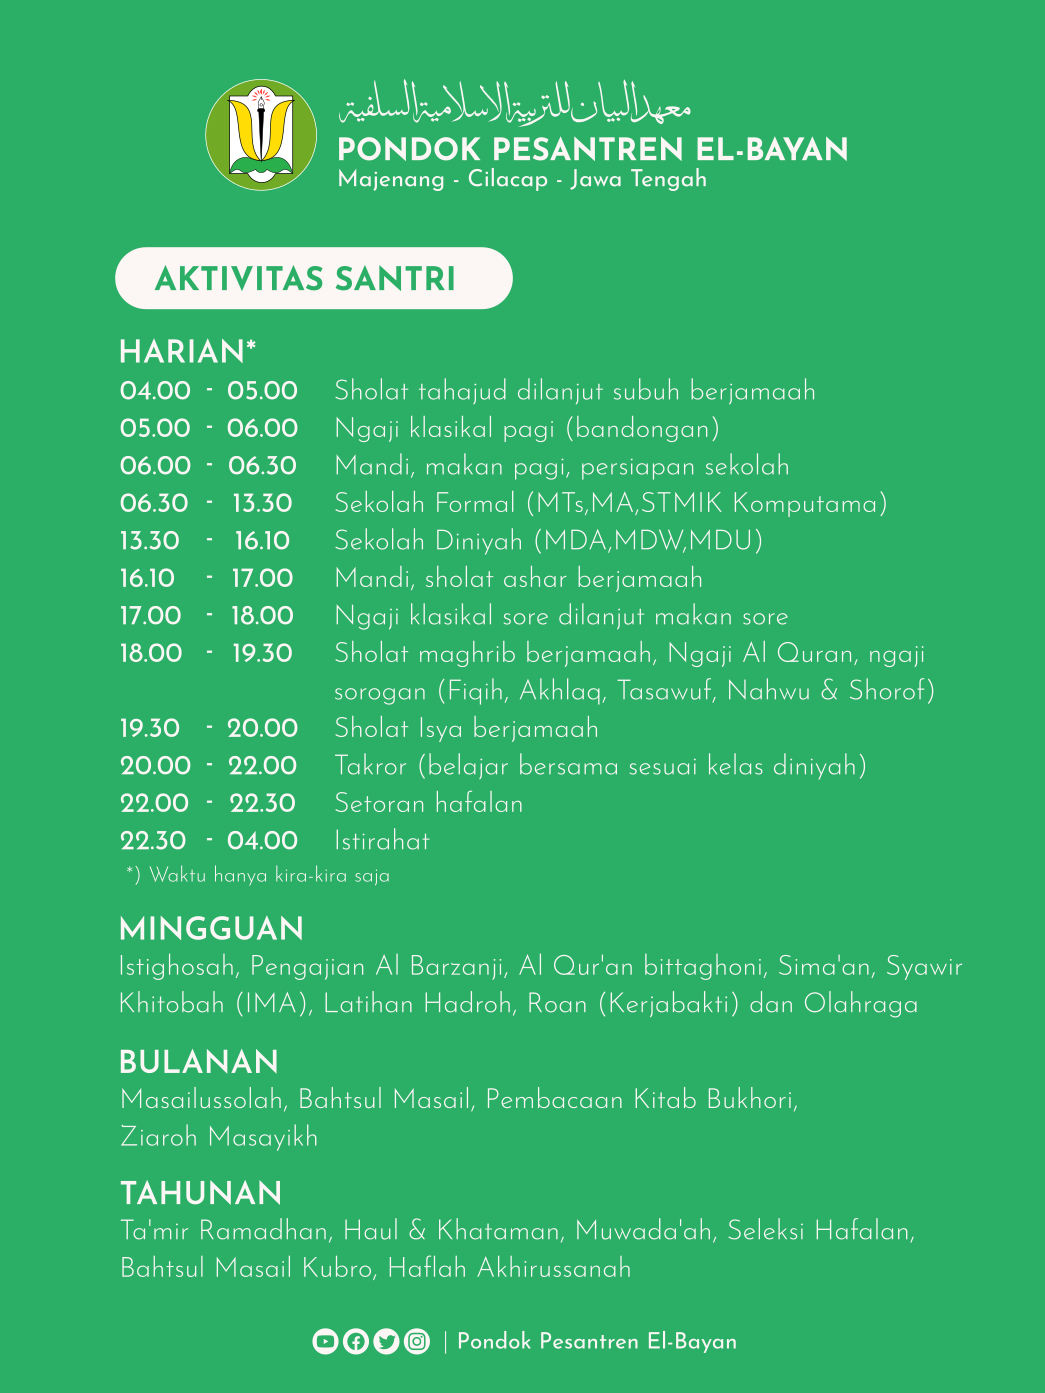 معهد البيان للتربية الاسلامية السلفية
PONDOK PESANTREN EL-BAYAN
Majenang - Cilacap - Jawa Tengah
AKTIVITAS SANTRI
HARIAN*
04.00 - 05.00 Sholat tahajud dilanjut subuh berjamaah
05.00 - 06.00 Ngaji klasikal pagi (bandongan)
06.00 - 06.30 Mandi, makan pagi, persiapan sekolah
06.30 - 13.30 Sekolah Formal (MTs,MA,STMIK Komputama)
13.30 - 16.10 Sekolah Diniyah (MDA,MDW,MDU)
16.10 - 17.00 Mandi, sholat ashar berjamaah
17.00 - 18.00 Ngaji klasikal sore dilanjut makan sore
18.00 - 19.30 Sholat maghrib berjamaah, Ngaji Al Quran, ngaji
sorogan (Fiqih, Akhlaq, Tasawuf, Nahwu & Shorof)
19.30 - 20.00 Sholat Isya berjamaah
20.00 - 22.00 Takror (belajar bersama sesuai kelas diniyah)
22.00 - 22.30 Setoran hafalan
22.30 - 04.00 Istirahat
*) Waktu hanya kira-kira saja
MINGGUAN
Istighosah, Pengajian Al Barzanji, Al Qur'an bittaghoni, Sima'an, Syawir
Khitobah (IMA), Latihan Hadroh, Roan (Kerjabakti) dan Olahraga
BULANAN
Masailussolah, Bahtsul Masail, Pembacaan Kitab Bukhori,
Ziaroh Masayikh
TAHUNAN
Ta'mir Ramadhan, Haul & Khataman, Muwada'ah, Seleksi Hafalan,
Bahtsul Masail Kubro, Haflah Akhirussanah
| Pondok Pesantren El-Bayan